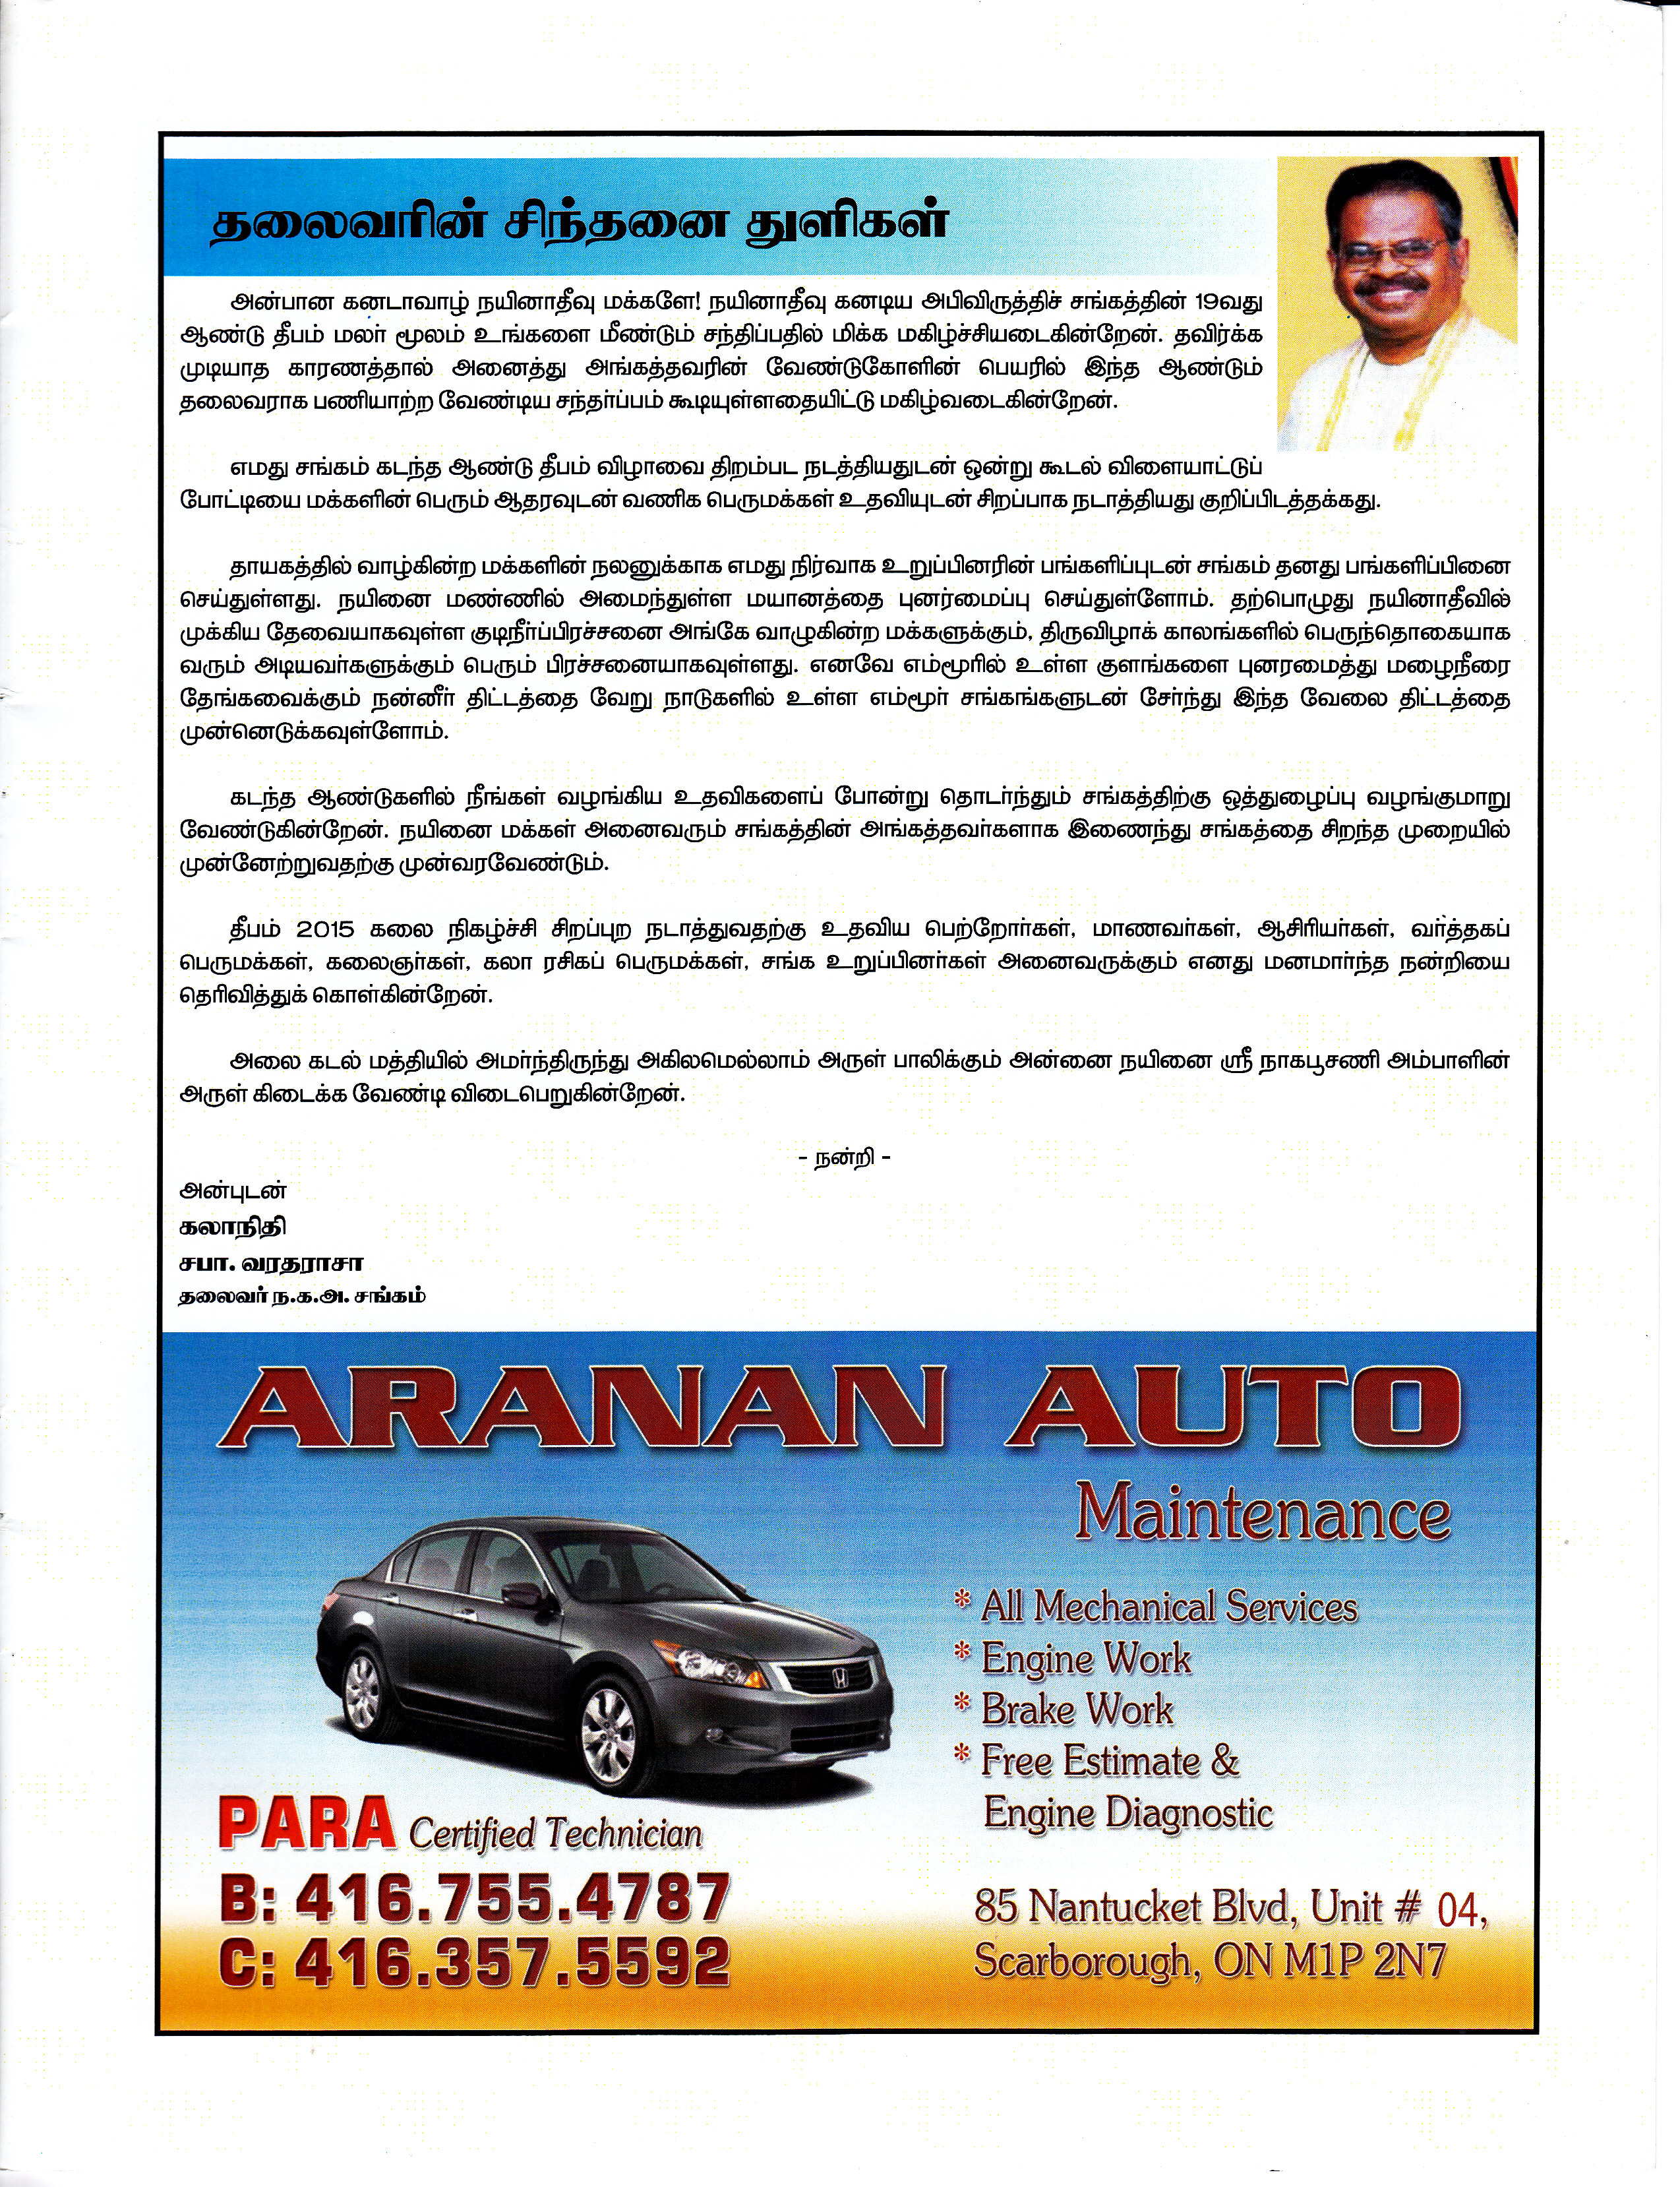 தலைவரின் சிந்தனை துளிகள்
அன்பான கனடாவாழ் நயினாதீவு மக்களே! நயினாதீவு கனடிய அபிவிருத்திச் சங்கத்தின் 19வது
ஆண்டு தீபம் மலர் மூலம் உங்களை மீண்டும் சந்திப்பதில் மிக்க மகிழ்ச்சியடைகின்றேன். தவிர்க்க
முடியாத காரணத்தால் அனைத்து அங்கத்தவரின் வேண்டுகோளின் பெயரில் இந்த ஆண்டும்
தலைவராக பணியாற்ற வேண்டிய சந்தர்ப்பம் கூடியுள்ளதையிட்டு மகிழ்வடைகின்றேன்.
எமது சங்கம் கடந்த ஆண்டு தீபம் விழாவை திறம்பட நடத்தியதுடன் ஒன்று கூடல் விளையாட்டுப்
போட்டியை மக்களின் பெரும் ஆதரவுடன் வணிக பெருமக்கள் உதவியுடன் சிறப்பாக நடாத்தியது குறிப்பிடத்தக்கது.
தாயகத்தில் வாழ்கின்ற மக்களின் நலனுக்காக எமது நிர்வாக உறுப்பினரின் பங்களிப்புடன் சங்கம் தனது பங்களிப்பினை
செய்துள்ளது. நயினை மண்ணில் அமைந்துள்ள மயானத்தை புனர்மைப்பு செய்துள்ளோம். தற்பொழுது நயினாதீவில்
முக்கிய தேவையாகவுள்ள குடிநீர்ப்பிரச்சனை அங்கே வாழுகின்ற மக்களுக்கும், திருவிழாக் காலங்களில் பெருந்தொகையாக
வரும் அடியவர்களுக்கும் பெரும் பிரச்சனையாகவுள்ளது. எனவே எம்மூரில் உள்ள குளங்களை புனரமைத்து மழைநீரை
தேங்கவைக்கும் நன்னீர் திட்டத்தை வேறு நாடுகளில் உள்ள எம்மூர் சங்கங்களுடன் சேர்ந்து இந்த வேலை திட்டத்தை
முன்னெடுக்கவுள்ளோம்.
கடந்த ஆண்டுகளில் நீங்கள் வழங்கிய உதவிகளைப் போன்று தொடர்ந்தும் சங்கத்திற்கு ஒத்துழைப்பு வழங்குமாறு
வேண்டுகின்றேன். நயினை மக்கள் அனைவரும் சங்கத்தின் அங்கத்தவர்களாக இணைந்து சங்கத்தை சிறந்த முறையில்
முன்னேற்றுவதற்கு முன்வரவேண்டும்.
தீபம் 2015 கலை நிகழ்ச்சி சிறப்புற நடாத்துவதற்கு உதவிய பெற்றோர்கள், மாணவர்கள், ஆசிரியர்கள், வர்த்தகப்
பெருமக்கள், கலைஞர்கள், கலா ரசிகப் பெருமக்கள், சங்க உறுப்பினர்கள் அனைவருக்கும் எனது மனமார்ந்த நன்றியை
தெரிவித்துக் கொள்கின்றேன்.
அலை கடல் மத்தியில் அமர்ந்திருந்து அகிலமெல்லாம் அருள் பாலிக்கும் அன்னை நயினை ஸ்ரீ நாகபூசணி அம்பாளின்
அருள் கிடைக்க வேண்டி விடைபெறுகின்றேன்.
- நன்றி -
அன்புடன்
கலாநிதி
சபா. வரதராசா
தலைவர் ந.க.அ. சங்கம்
ARANAN AUTO
Maintenance
* All Mechanical Services
* Engine Work
* Brake Work
* Free Estimate &
Engine Diagnostic
PARA Certified Technician
B: 416.755.4787
C: 416.357.5592
85 Nantucket Blvd, Unit # 04,
Scarborough, ON M1P 2N7